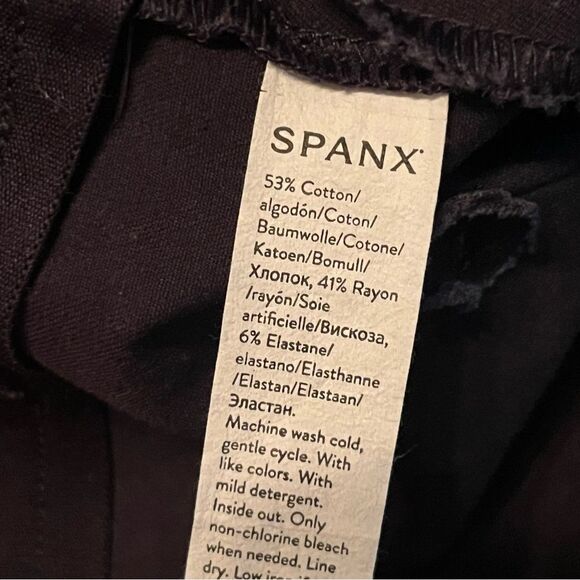 SPANX®
53% Cotton/
algodón/Coton/
Baumwolle/Cotone/
Katoen/Bomull/
Хлопок, 41% Rayon
/rayón/Soie
artificielle/Вискоза,
6% Elastane/
elastano/Elasthanne
/Elastan/Elastaan/
Эластан.
Machine wash cold,
gentle cycle. With
like colors. With
mild detergent.
Inside out. Only
non-chlorine bleach
when needed. Line
dry. Low